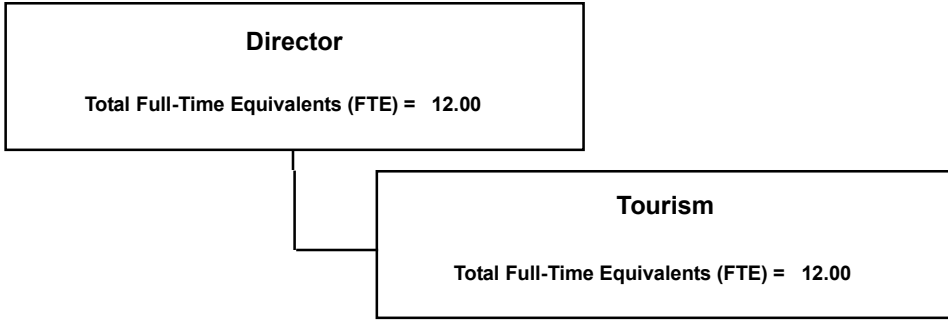 Director
Total Full-Time Equivalents (FTE) = 12.00
Tourism
Total Full-Time Equivalents (FTE) = 12.00